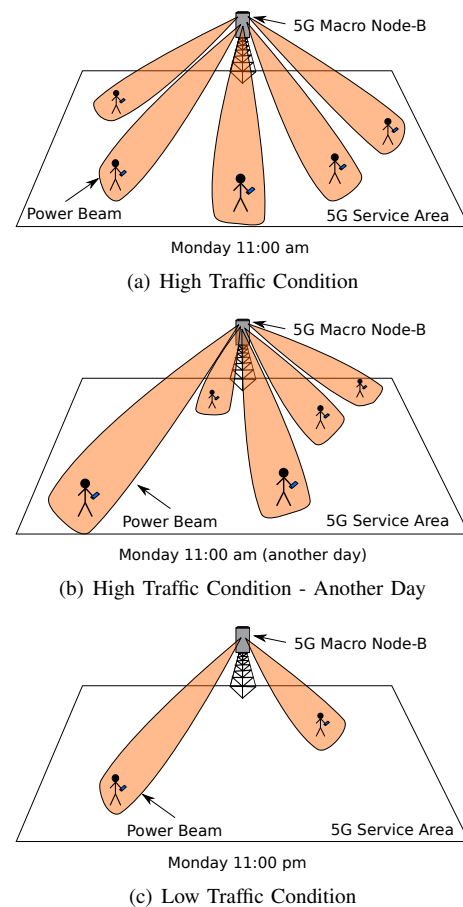 5G Macro Node-B
Power Beam
5G Service Area
Monday 11:00 am
(a) High Traffic Condition
5G Macro Node-B
Power Beam
5G Service Area
Monday 11:00 am (another day)
(b) High Traffic Condition - Another Day
5G Macro Node-B
Power Beam
5G Service Area
Monday 11:00 pm
(c) Low Traffic Condition